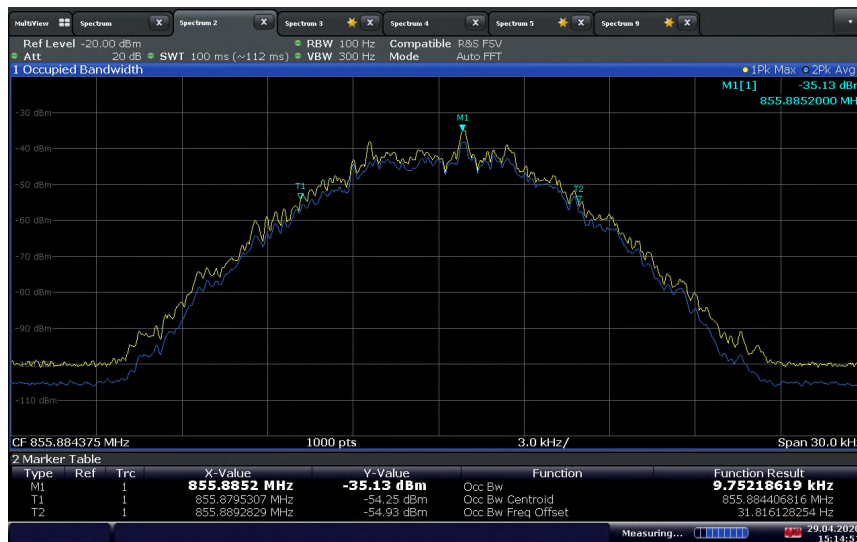 MultiView Spectrum X Spectrum 2 X Spectrum 3 X Spectrum 4 X Spectrum 5 X Spectrum 9 X
Ref Level -20.00 dBm RBW 100 Hz Compatible R&S FSV
Att 20 dB SWT 100 ms (~112 ms) VBW 300 Hz Mode Auto FFT
1 Occupied Bandwidth 1Pk Max 2Pk Avg
M1[1] -35.13 dBm
855.8852000 MH
M1
-30 dBm
-40 dBm
-50 dBm
T1
T2
-60 dBm
-70 dBm
-80 dBm
-90 dBm
-110 dBm
CF 855.884375 MHz 1000 pts 3.0 kHz/ Span 30.0 kH
2 Marker Table
Type Ref Trc X-Value Y-Value Function Function Result
M1 1 855.8852 MHz -35.13 dBm Occ Bw 9.75218619 kHz
T1 1 855.8795307 MHz -54.25 dBm Occ Bw Centroid 855.884406816 MHz
T2 1 855.8892829 MHz -54.93 dBm Occ Bw Freq Offset 31.816128254 Hz
Measuring... 29.04.2020
15:14:5